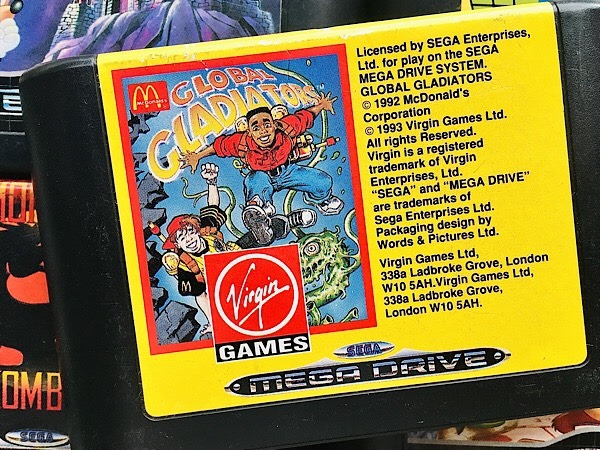 McDonald's
GLOBAL
GLADIATORS
Virgin
GAMES
Licensed by SEGA Enterprises,
Ltd. for play on the SEGA
MEGA DRIVE SYSTEM.
GLOBAL GLADIATORS
© 1992 McDonald's
Corporation
© 1993 Virgin Games Ltd.
All rights Reserved.
Virgin is a registered
trademark of Virgin
Enterprises, Ltd.
“SEGA” and “MEGA DRIVE”
are trademarks of
Sega Enterprises Ltd.
Packaging design by
Words & Pictures Ltd.
Virgin Games Ltd,
338a Ladbroke Grove, London
W10 5AH.Virgin Games Ltd,
338a Ladbroke Grove,
London W10 5AH.
SEGA
MEGA DRIVE
OMB
SEGA